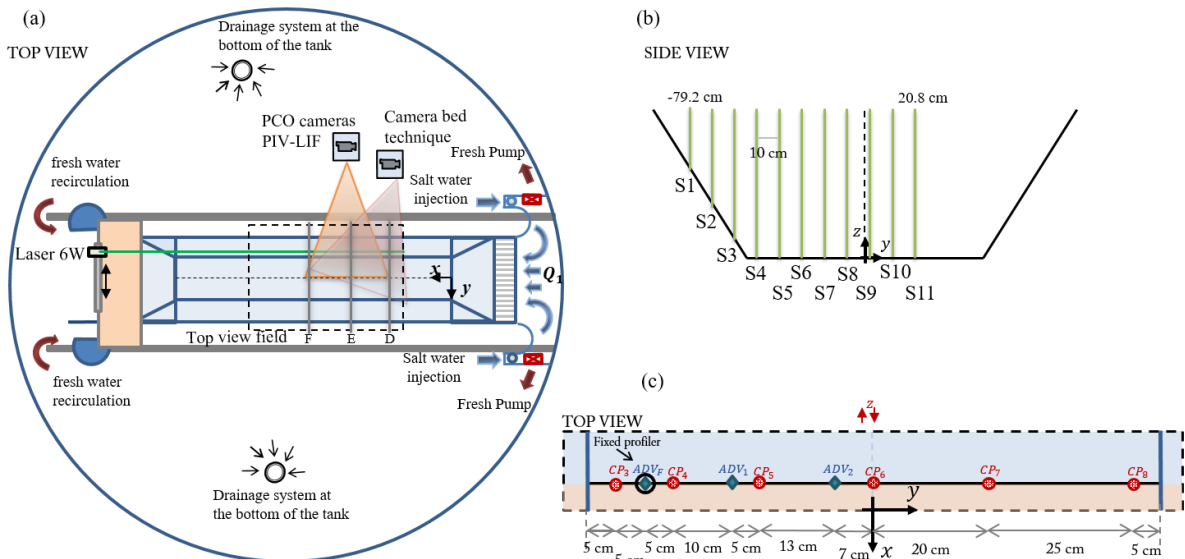 (a)
TOP VIEW
Drainage system at the
bottom of the tank
PCO cameras
PIV-LIF
Camera bed
technique
Fresh Pump
Salt water
injection
fresh water
recirculation
Laser 6W
x
y
Q1
Top view field
F
E
D
Salt water
injection
Fresh Pump
fresh water
recirculation
Drainage system at
the bottom of the tank
(b)
SIDE VIEW
-79.2 cm
20.8 cm
10 cm
S1
S2
S3
z
y
S4
S5
S6
S7
S8
S9
S10
S11
(c)
TOP VIEW
z
Fixed profiler
CP3
ADVF
CP4
ADV1
CP5
ADV2
CP6
CP7
CP8
y
5 cm
5 cm
5 cm
10 cm
5 cm
13 cm
7 cm
x
20 cm
25 cm
5 cm